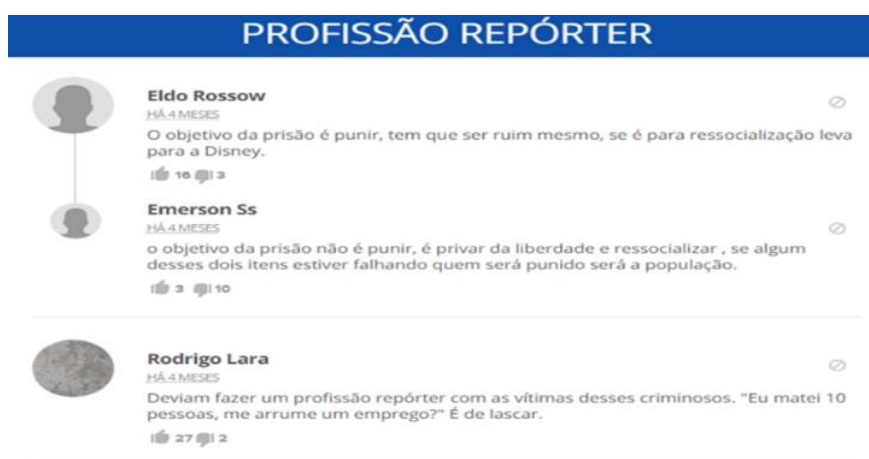 PROFISSÃO REPÓRTER
Eldo Rossow
HÁ 4 MESES
O objetivo da prisão é punir, tem que ser ruim mesmo, se é para ressocialização leva
para a Disney.
16 3
Emerson Ss
HÁ 4 MESES
o objetivo da prisão não é punir, é privar da liberdade e ressocializar , se algum
desses dois itens estiver falhando quem será punido será a população.
3 10
Rodrigo Lara
HÁ 4 MESES
Deviam fazer um profissão repórter com as vítimas desses criminosos. "Eu matei 10
pessoas, me arrume um emprego?" É de lascar.
27 2